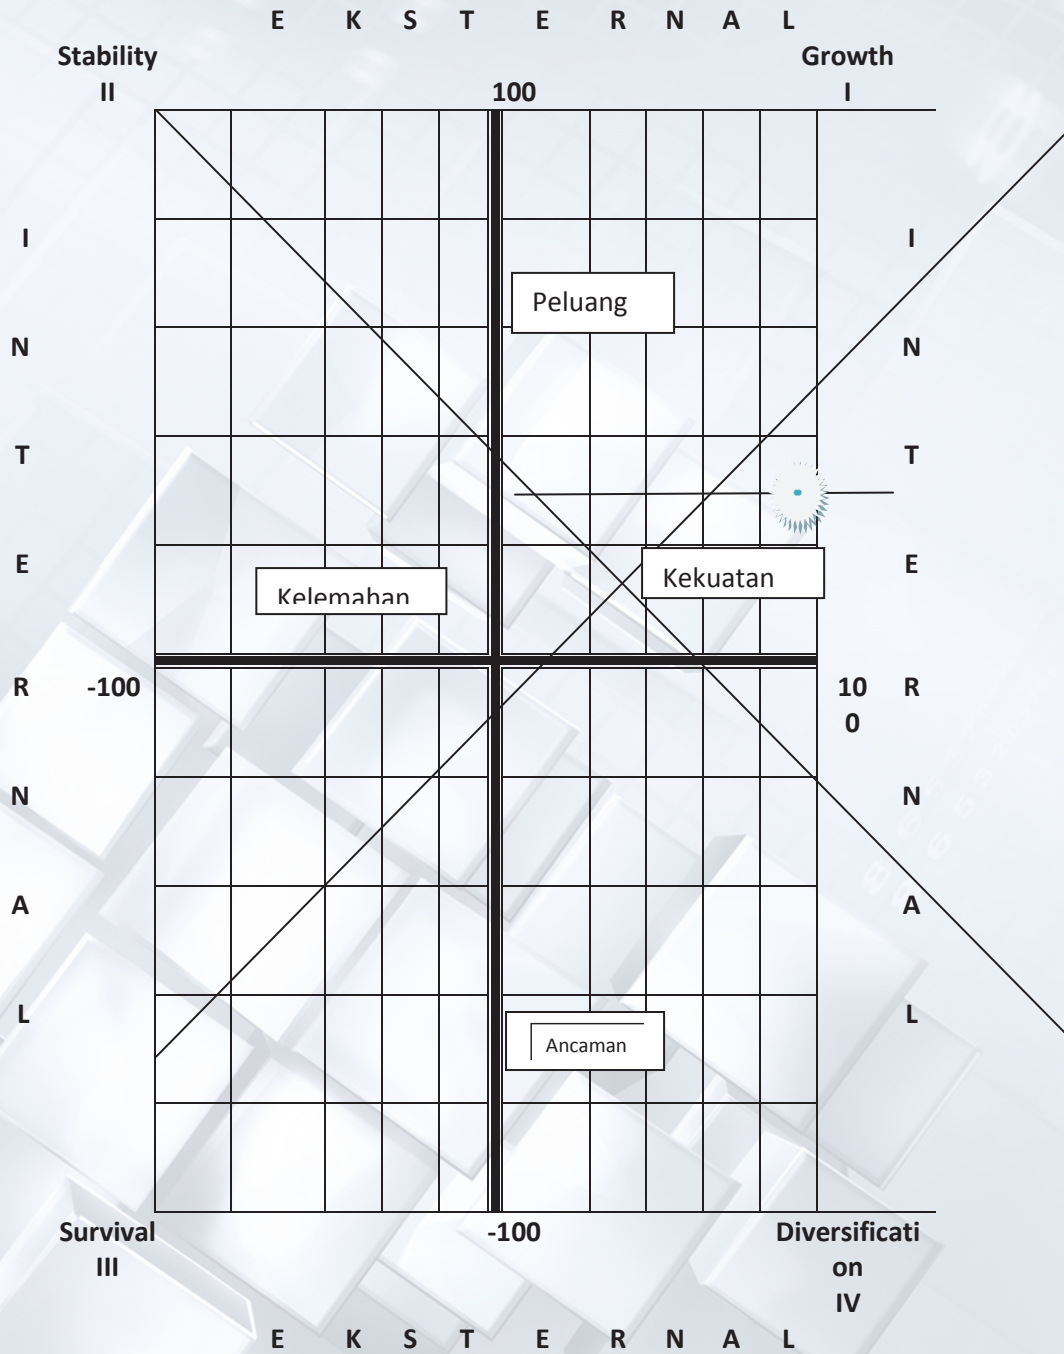 E K S T E R N A L
Stability Growth
II 100 I
I I
Peluang
N N
T T
E E
Kekuatan
Kelemahan
R -100 10 R
0
N N
A A
L L
Ancaman
Survival -100 Diversificati
III on
IV
E K S T E R N A L